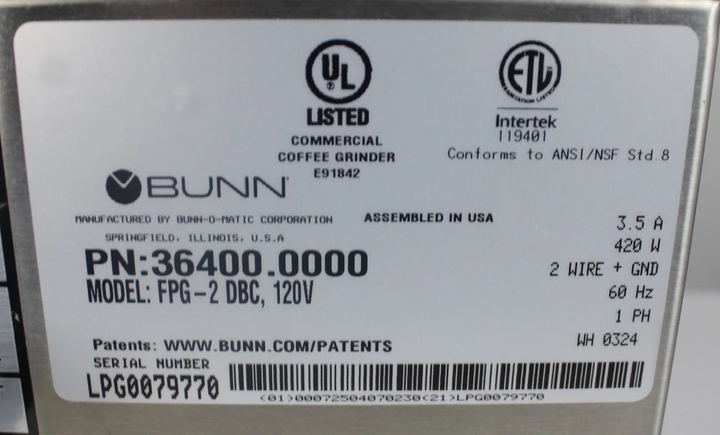 UL
®
LISTED
COMMERCIAL
COFFEE GRINDER
E91842
ETL
SANITATION LISTED
Intertek
119401
Conforms to ANSI/NSF Std.8
BUNN®
MANUFACTURED BY BUNN-O-MATIC CORPORATION
SPRINGFIELD, ILLINOIS, U.S.A
ASSEMBLED IN USA
PN:36400.0000
MODEL: FPG-2 DBC, 120V
3.5 A
420 W
2 WIRE + GND
60 Hz
1 PH
WH 0324
Patents: WWW.BUNN.COM/PATENTS
SERIAL NUMBER
LPG0079770
(01)00072504070230(21)LPG0079770